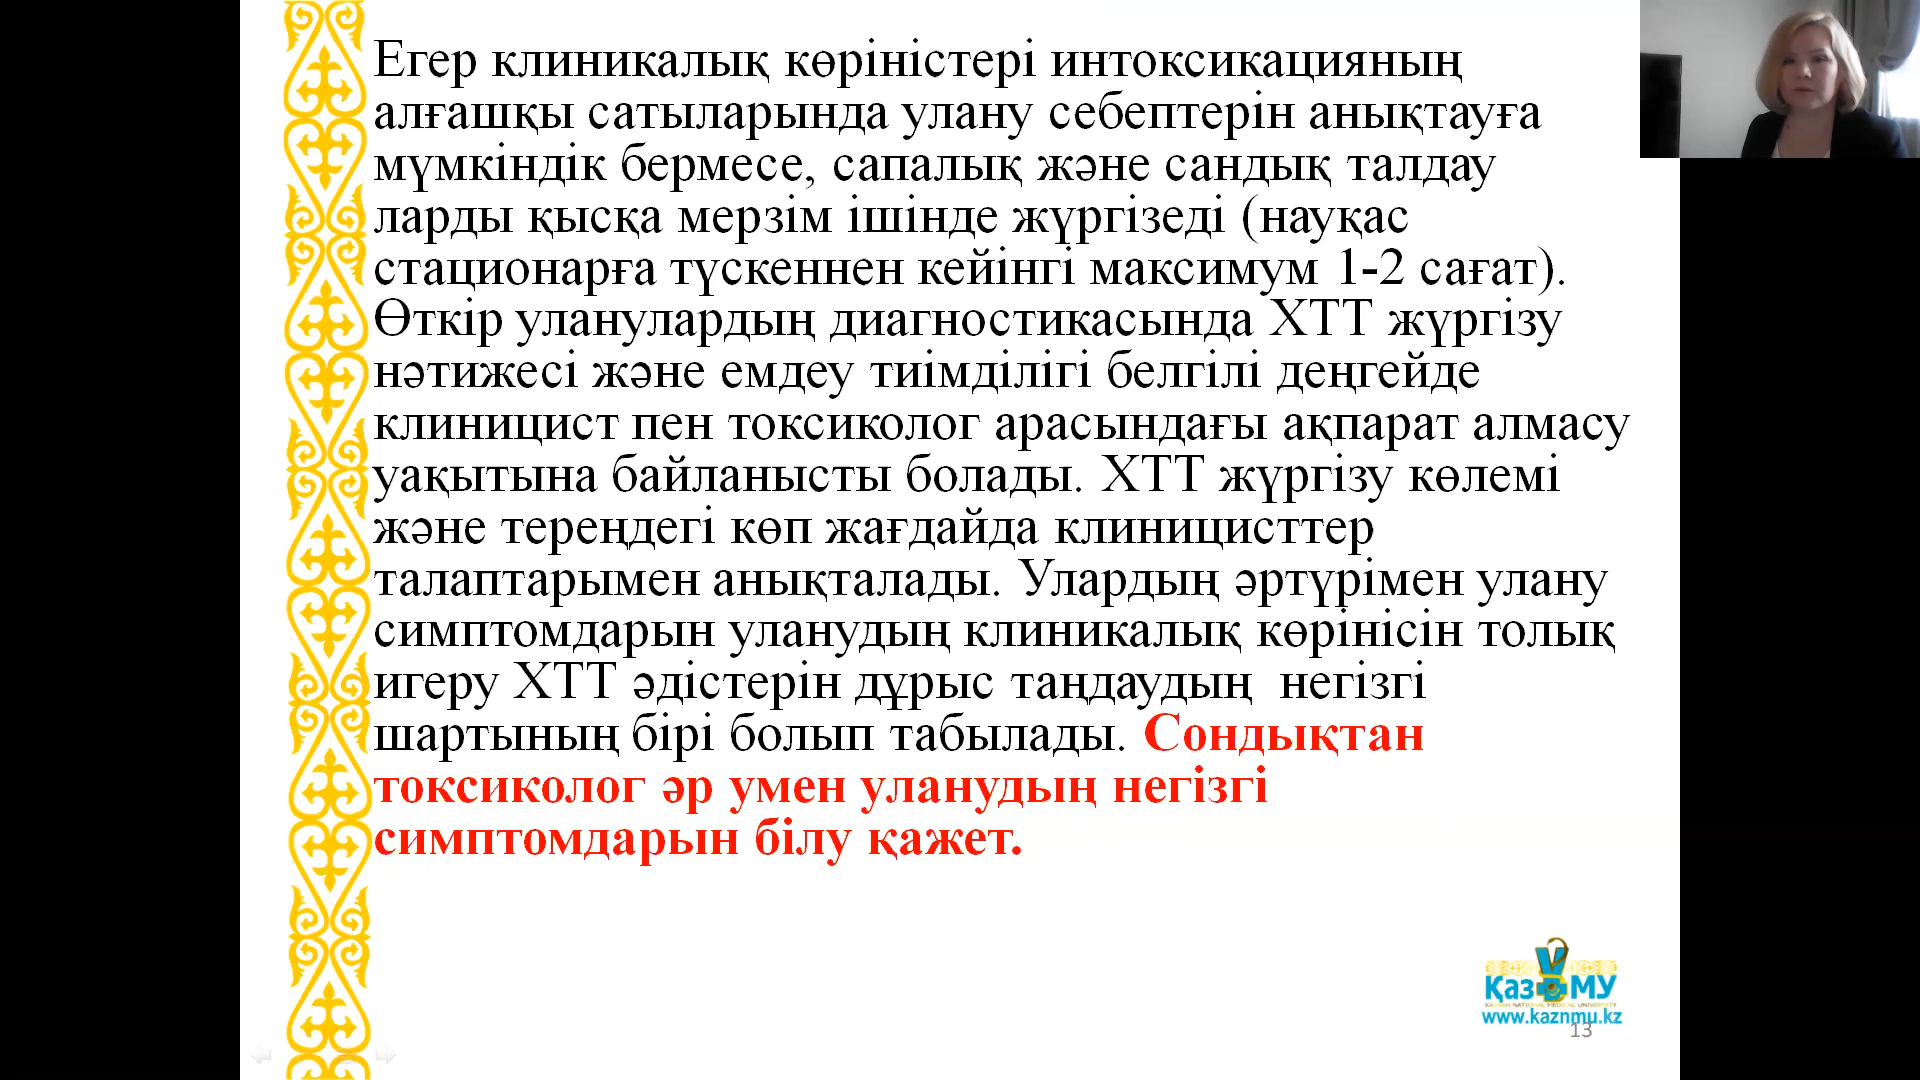 Егер клиникалық көріністері интоксикацияның
алғашқы сатыларында улану себептерін анықтауға
мүмкіндік бермесе, сапалық және сандық талдау
ларды қысқа мерзім ішінде жүргізеді (науқас
стационарға түскеннен кейінгі максимум 1-2 сағат).
Өткір уланулардың диагностикасында ХТТ жүргізу
нәтижесі және емдеу тиімділігі белгілі деңгейде
клиницист пен токсиколог арасындағы ақпарат алмасу
уақытына байланысты болады. ХТТ жүргізу көлемі
және тереңдегі көп жағдайда клиницисттер
талаптарымен анықталады. Улардың әртүрімен улану
симптомдарын уланудың клиникалық көрінісін толық
игеру ХТТ әдістерін дұрыс таңдаудың негізгі
шартының бірі болып табылады. Сондықтан
токсиколог әр умен уланудың негізгі
симптомдарын білу қажет.
ҚазҰМУ
KAZAKH NATIONAL MEDICAL UNIVERSITY
www.kaznmu.kz
13